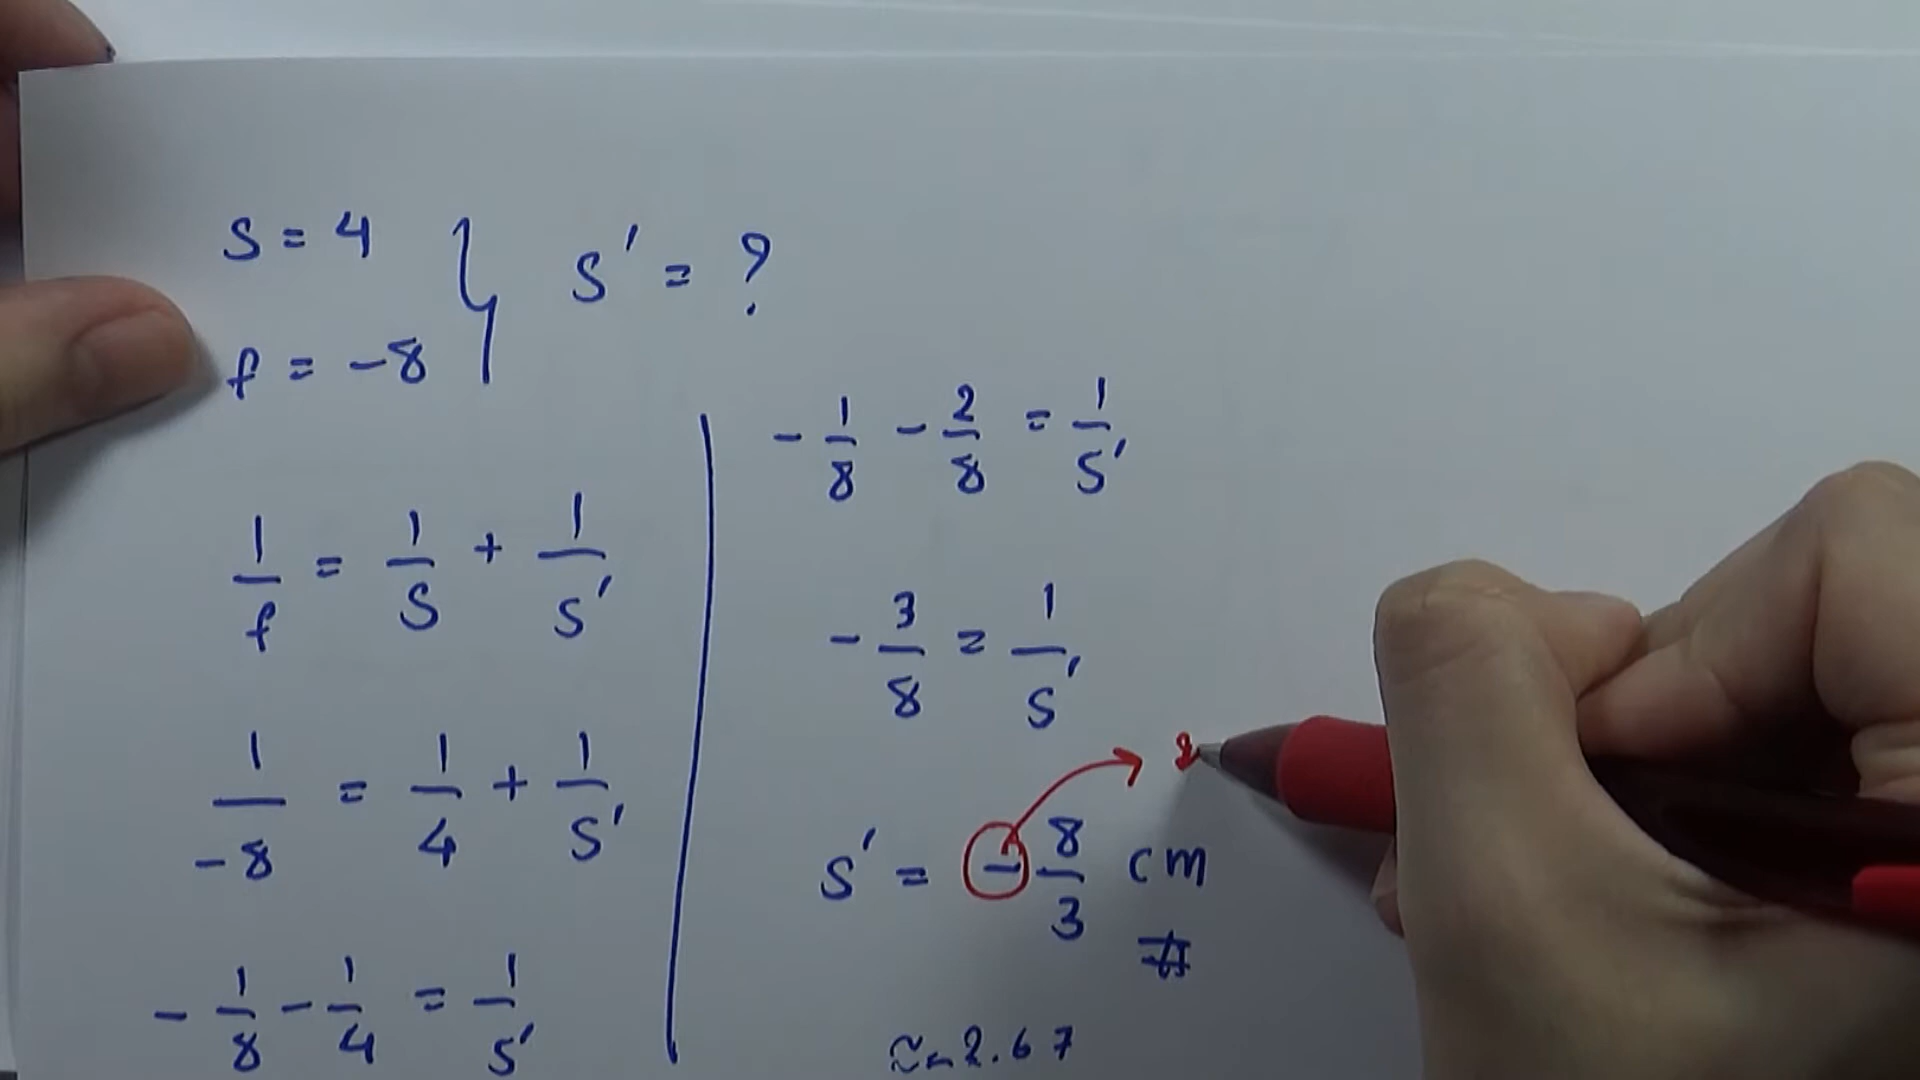 s = 4
f = -8
s' = ?
1/f = 1/s + 1/s'
1/-8 = 1/4 + 1/s'
- 1/8 - 1/4 = 1/s'
- 1/8 - 2/8 = 1/s'
- 3/8 = 1/s'
s' = - 8/3 cm
#
≈ -2.67